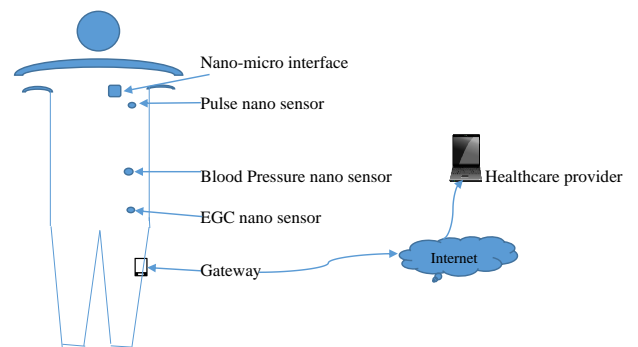 Nano-micro interface
Pulse nano sensor
Blood Pressure nano sensor
Healthcare provider
EGC nano sensor
Gateway
Internet